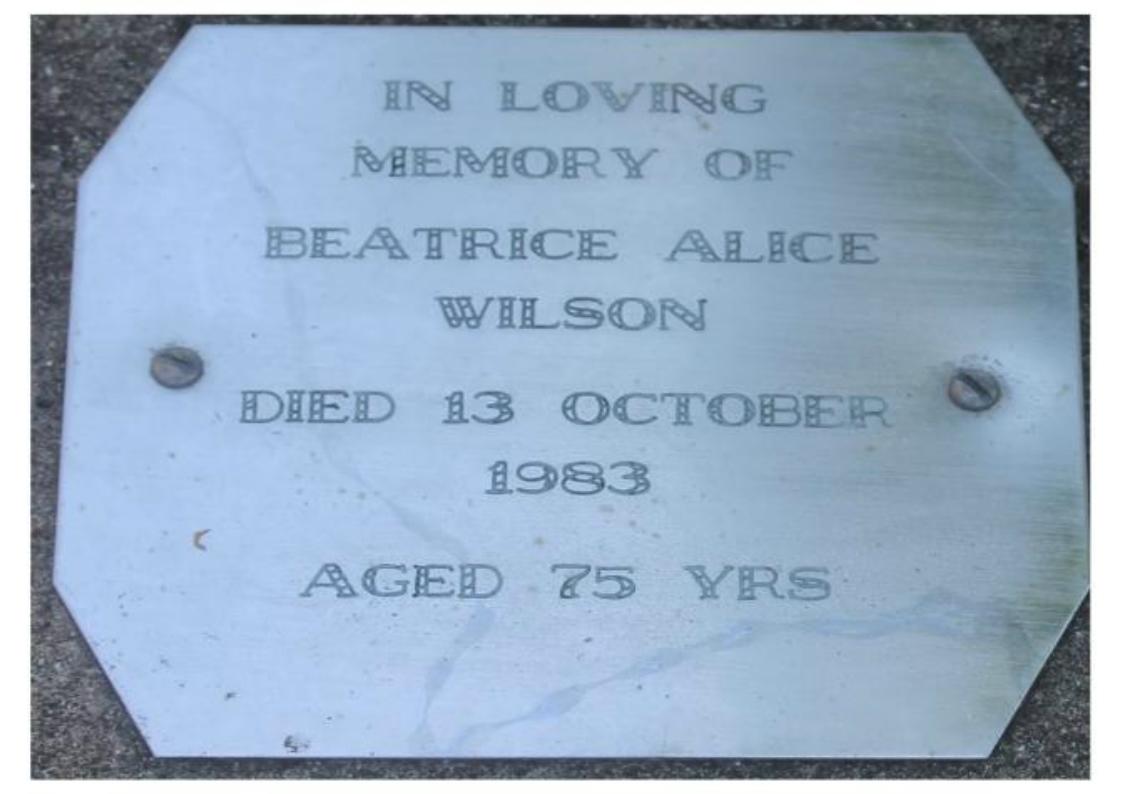 IN LOVING
MEMORY OF
BEATRICE ALICE
WILSON
DIED 13 OCTOBER
1983
AGED 75 YRS